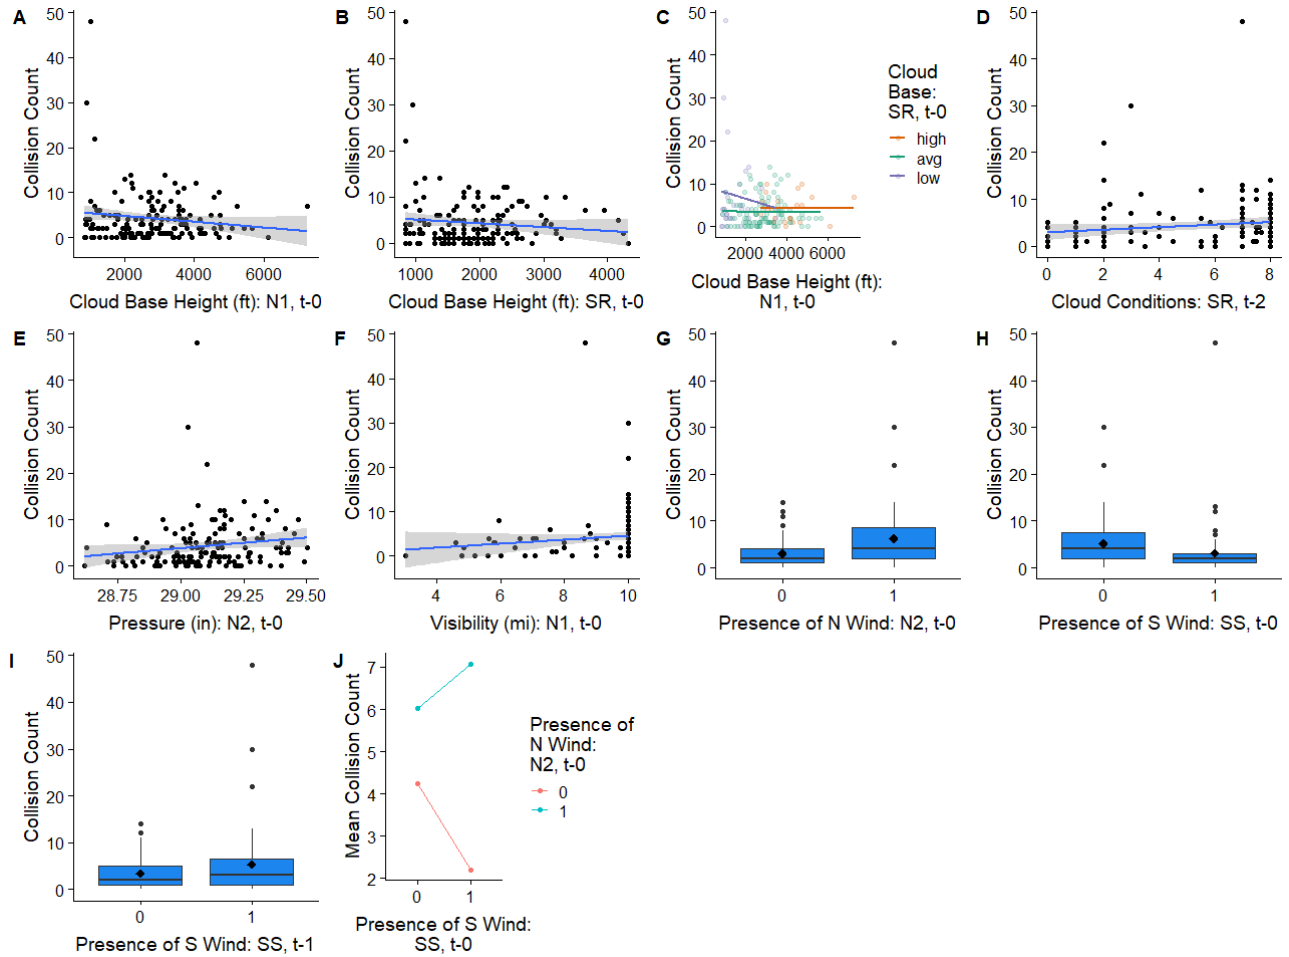 A
Collision Count
50
40
30
20
10
0
2000 4000 6000
Cloud Base Height (ft): N1, t-0
B
Collision Count
50
40
30
20
10
0
1000 2000 3000 4000
Cloud Base Height (ft): SR, t-0
C
Collision Count
50
40
30
20
10
0
2000 4000 6000
Cloud Base Height (ft):
N1, t-0
Cloud
Base:
SR, t-0
high
avg
low
D
Collision Count
50
40
30
20
10
0
0 2 4 6 8
Cloud Conditions: SR, t-2
E
Collision Count
50
40
30
20
10
0
28.75 29.00 29.25 29.50
Pressure (in): N2, t-0
F
Collision Count
50
40
30
20
10
0
4 6 8 10
Visibility (mi): N1, t-0
G
Collision Count
50
40
30
20
10
0
0 1
Presence of N Wind: N2, t-0
H
Collision Count
50
40
30
20
10
0
0 1
Presence of S Wind: SS, t-0
I
Collision Count
50
40
30
20
10
0
0 1
Presence of S Wind: SS, t-1
J
Mean Collision Count
7
6
5
4
3
2
0 1
Presence of S Wind:
SS, t-0
Presence of
N Wind:
N2, t-0
0
1